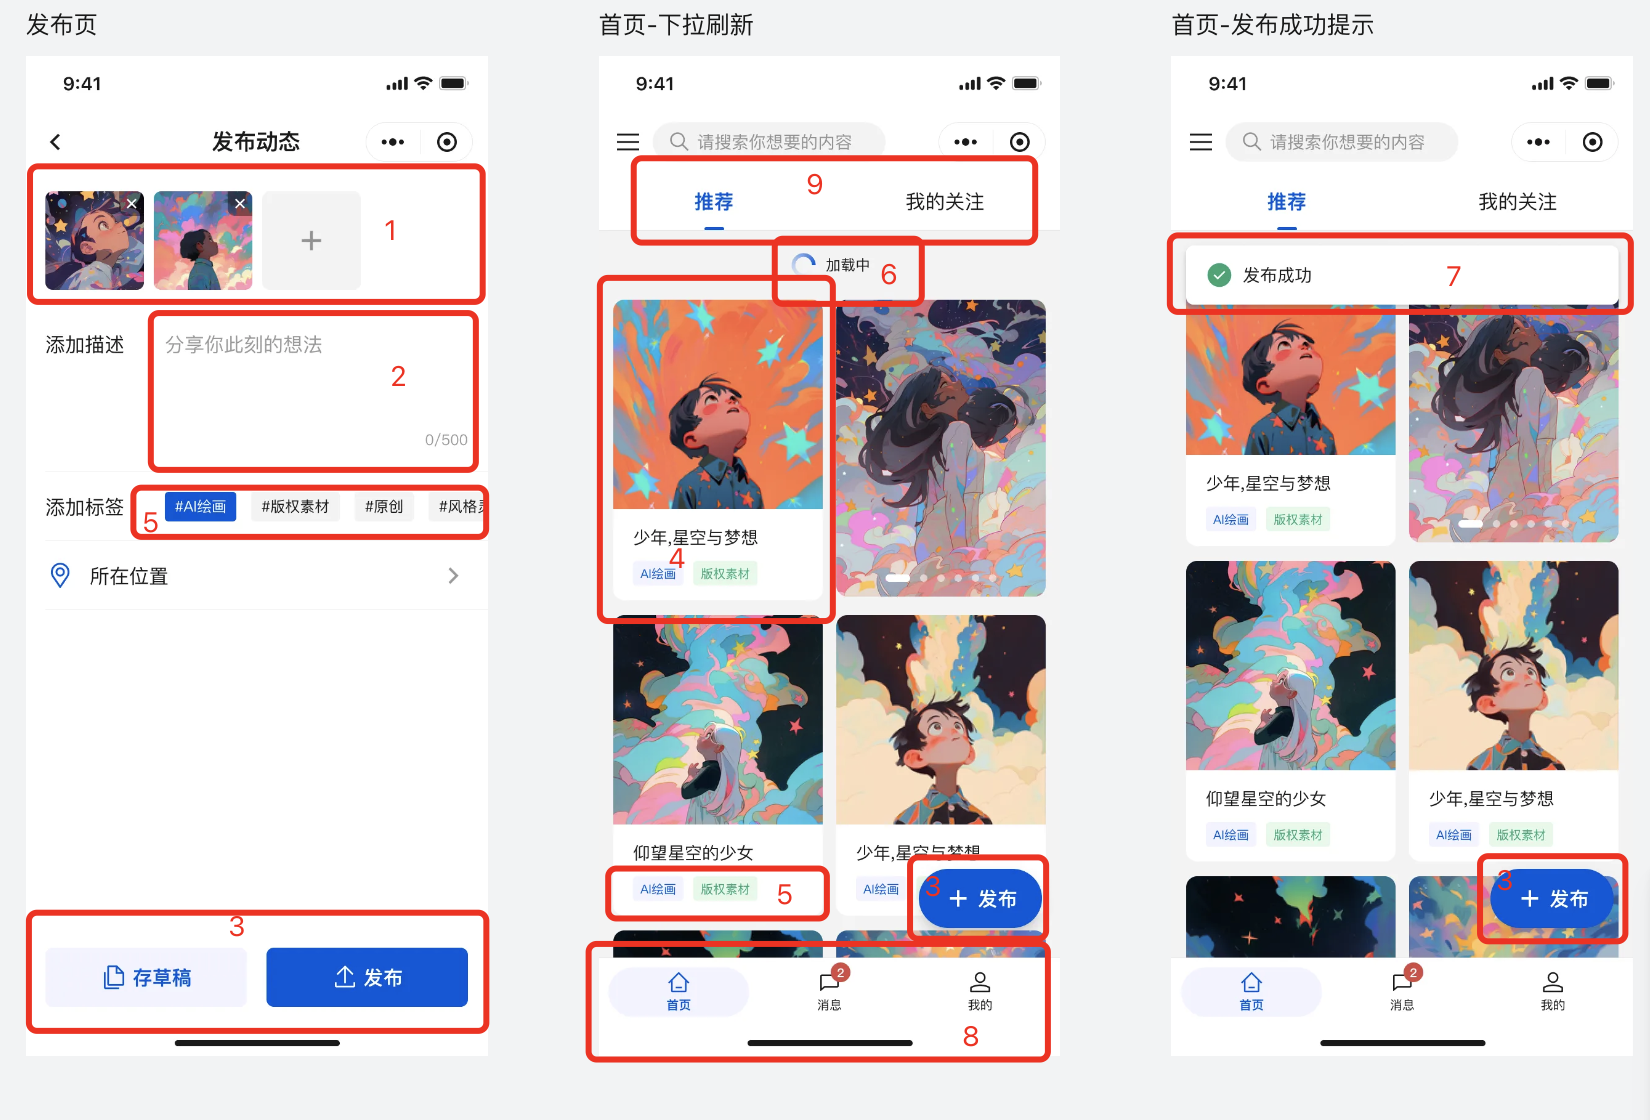 发布页
9:41
发布动态
1
添加描述
分享你此刻的想法
2
0/500
添加标签
5
#AI绘画
#版权素材
#原创
#风格灵
所在位置
3
存草稿
发布
首页-下拉刷新
9:41
请搜索你想要的内容
推荐
9
我的关注
加载中
6
少年,星空与梦想
4
AI绘画
版权素材
仰望星空的少女
AI绘画
版权素材
5
少年,星空与梦想
AI绘画
3
发布
首页
消息
2
我的
8
首页-发布成功提示
9:41
请搜索你想要的内容
推荐
我的关注
发布成功
7
少年,星空与梦想
AI绘画
版权素材
仰望星空的少女
AI绘画
版权素材
少年,星空与梦想
AI绘画
版权素材
3
发布
首页
消息
2
我的